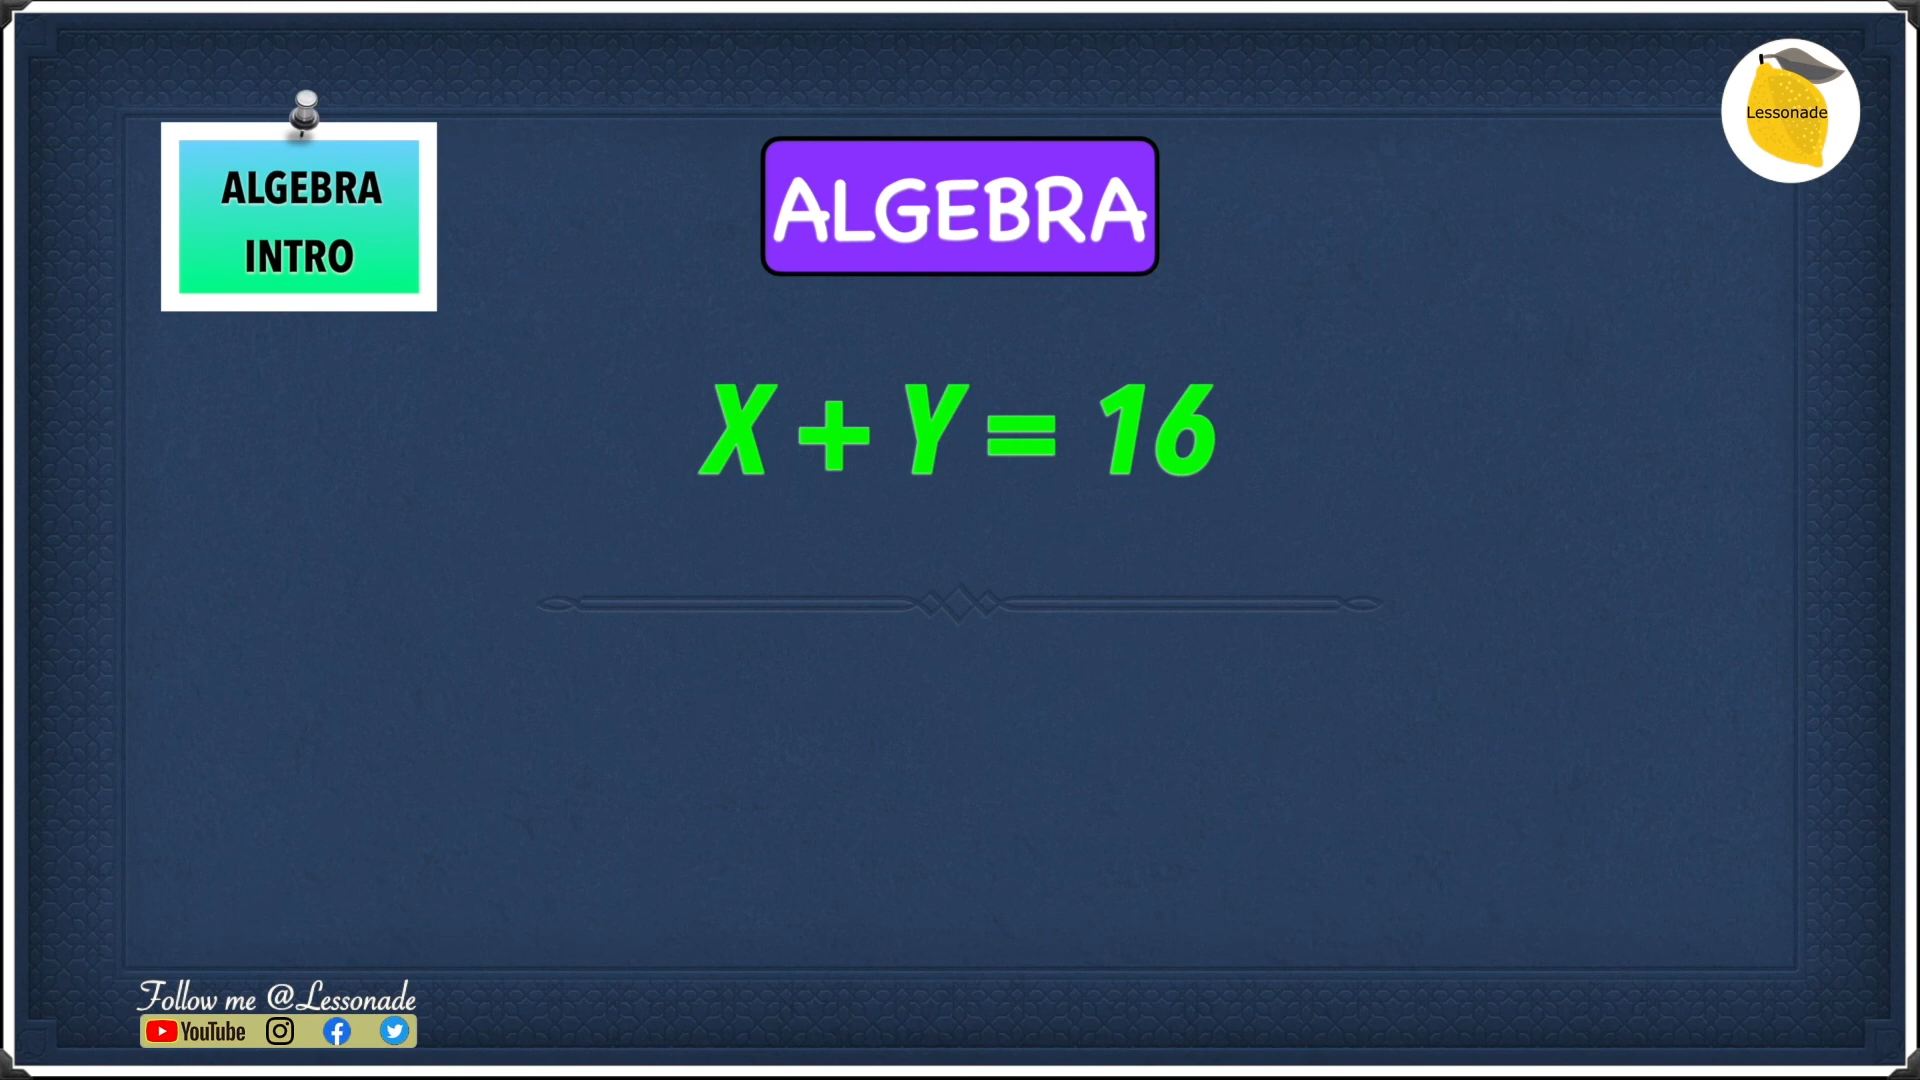 Lessonade
ALGEBRA
INTRO
ALGEBRA
X + Y = 16
Follow me @Lessonade
YouTube